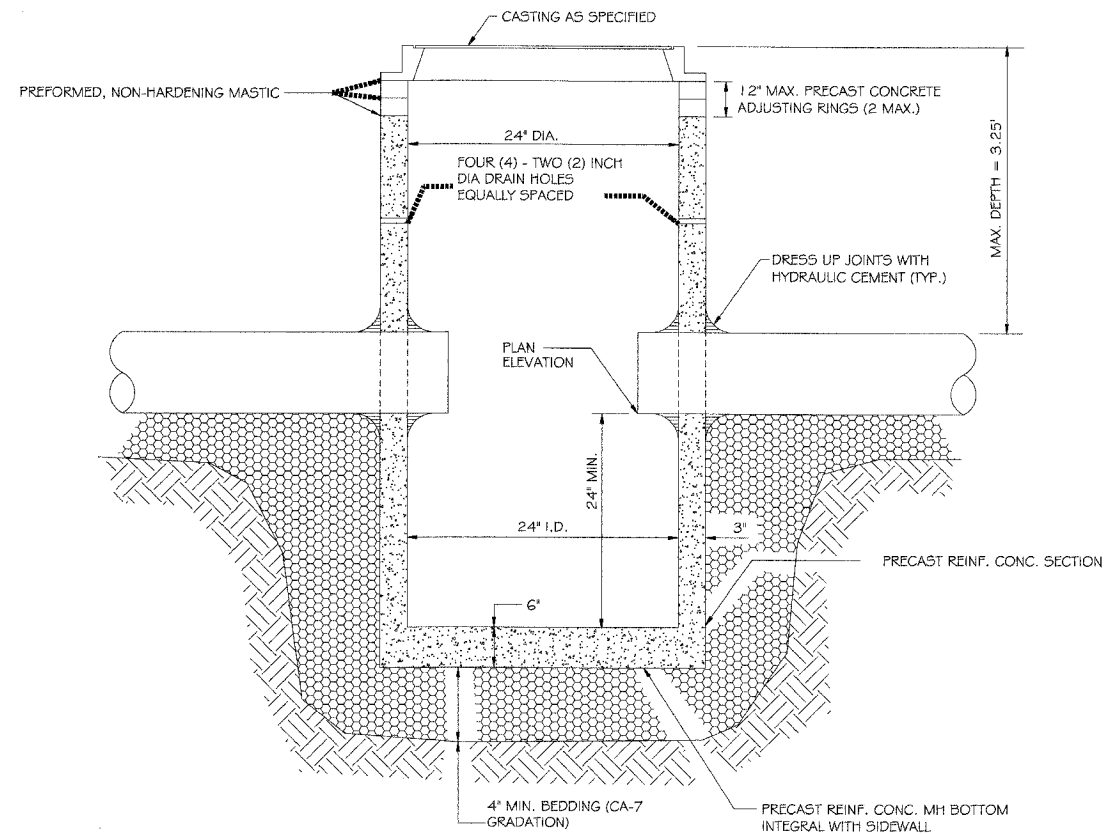 CASTING AS SPECIFIED
PREFORMED, NON-HARDENING MASTIC
12" MAX. PRECAST CONCRETE
ADJUSTING RINGS (2 MAX.)
24" DIA.
FOUR (4) - TWO (2) INCH
DIA DRAIN HOLES
EQUALLY SPACED
MAX. DEPTH = 3.25'
DRESS UP JOINTS WITH
HYDRAULIC CEMENT (TYP.)
PLAN
ELEVATION
24" MIN.
24" I.D.
3"
PRECAST REINF. CONC. SECTION
6"
4" MIN. BEDDING (CA-7
GRADATION)
PRECAST REINF. CONC. MH BOTTOM
INTEGRAL WITH SIDEWALL